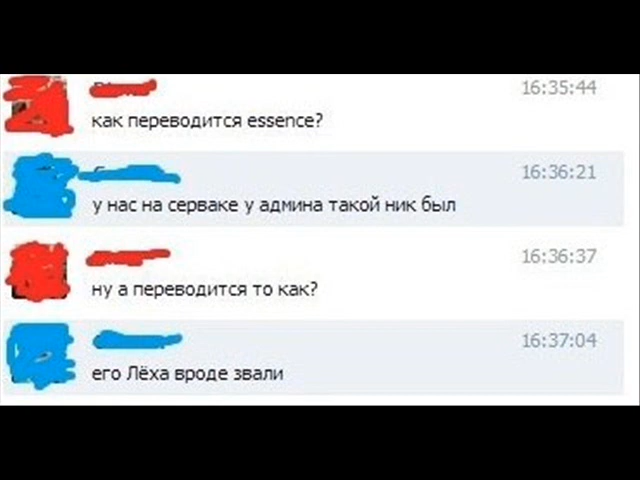 16:35:44
как переводится essence?
16:36:21
у нас на серваке у админа такой ник был
16:36:37
ну а переводится то как?
16:37:04
его Лёха вроде звали